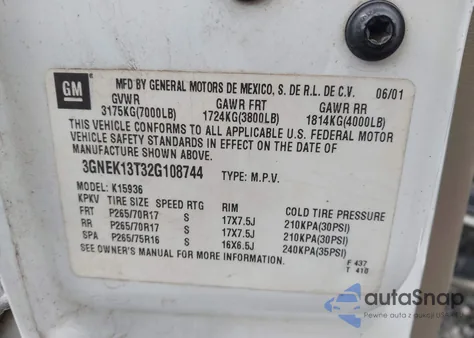 GM
MFD BY GENERAL MOTORS DE MEXICO, S. DE R.L. DE C.V. 06/01
GVWR GAWR FRT GAWR RR
3175KG(7000LB) 1724KG(3800LB) 1814KG(4000LB)
THIS VEHICLE CONFORMS TO ALL APPLICABLE U.S. FEDERAL MOTOR
VEHICLE SAFETY STANDARDS IN EFFECT ON THE DATE OF
MANUFACTURE SHOWN ABOVE.
3GNEK13T32G108744 TYPE: M.P.V.
MODEL: K15936
KPKV TIRE SIZE SPEED RTG RIM COLD TIRE PRESSURE
FRT P265/70R17 S 17X7.5J 210KPA(30PSI)
RR P265/70R17 S 17X7.5J 210KPA(30PSI)
SPA P265/75R16 S 16X6.5J 240KPA(35PSI)
SEE OWNER'S MANUAL FOR MORE INFORMATION.
F 437
T 410
autaSnap
Pewne auta z dostaw